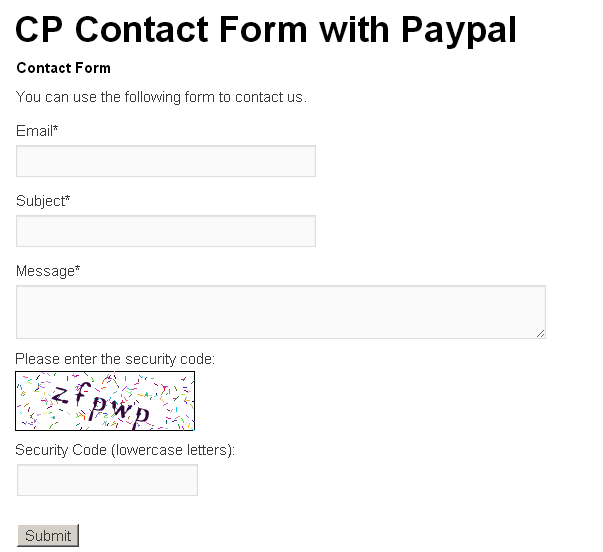 CP Contact Form with Paypal
Contact Form
You can use the following form to contact us.
Email*
Subject*
Message*
Please enter the security code:
zfpwp
Security Code (lowercase letters):
Submit